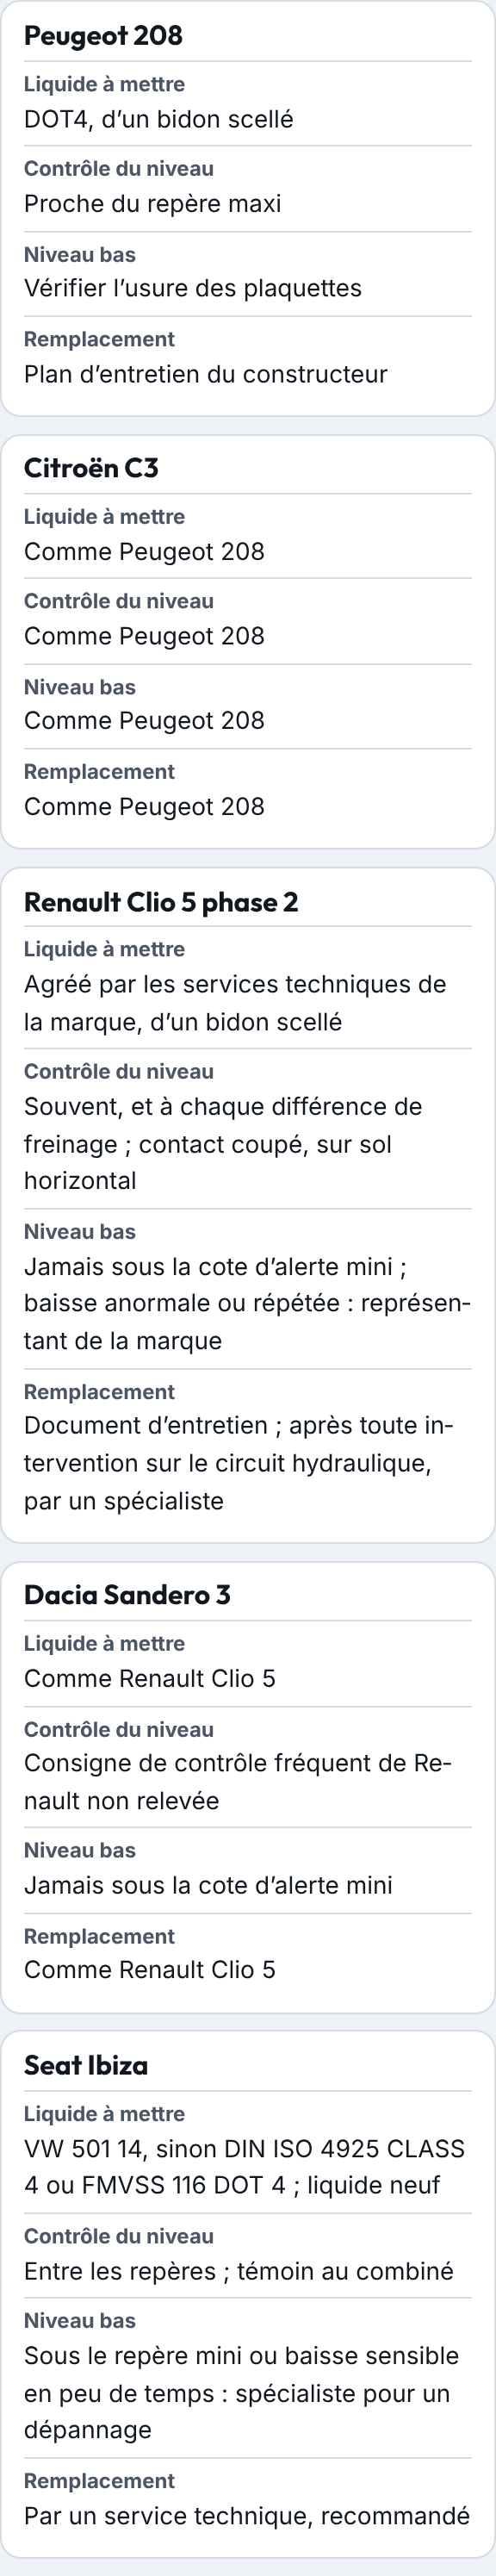 Peugeot 208
Liquide à mettre
DOT4, d’un bidon scellé
Contrôle du niveau
Proche du repère maxi
Niveau bas
Vérifier l’usure des plaquettes
Remplacement
Plan d’entretien du constructeur
Citroën C3
Liquide à mettre
Comme Peugeot 208
Contrôle du niveau
Comme Peugeot 208
Niveau bas
Comme Peugeot 208
Remplacement
Comme Peugeot 208
Renault Clio 5 phase 2
Liquide à mettre
Agréé par les services techniques de
la marque, d’un bidon scellé
Contrôle du niveau
Souvent, et à chaque différence de
freinage ; contact coupé, sur sol
horizontal
Niveau bas
Jamais sous la cote d’alerte mini ;
baisse anormale ou répétée : représen-
tant de la marque
Remplacement
Document d’entretien ; après toute in-
tervention sur le circuit hydraulique,
par un spécialiste
Dacia Sandero 3
Liquide à mettre
Comme Renault Clio 5
Contrôle du niveau
Consigne de contrôle fréquent de Re-
nault non relevée
Niveau bas
Jamais sous la cote d’alerte mini
Remplacement
Comme Renault Clio 5
Seat Ibiza
Liquide à mettre
VW 501 14, sinon DIN ISO 4925 CLASS
4 ou FMVSS 116 DOT 4 ; liquide neuf
Contrôle du niveau
Entre les repères ; témoin au combiné
Niveau bas
Sous le repère mini ou baisse sensible
en peu de temps : spécialiste pour un
dépannage
Remplacement
Par un service technique, recommandé